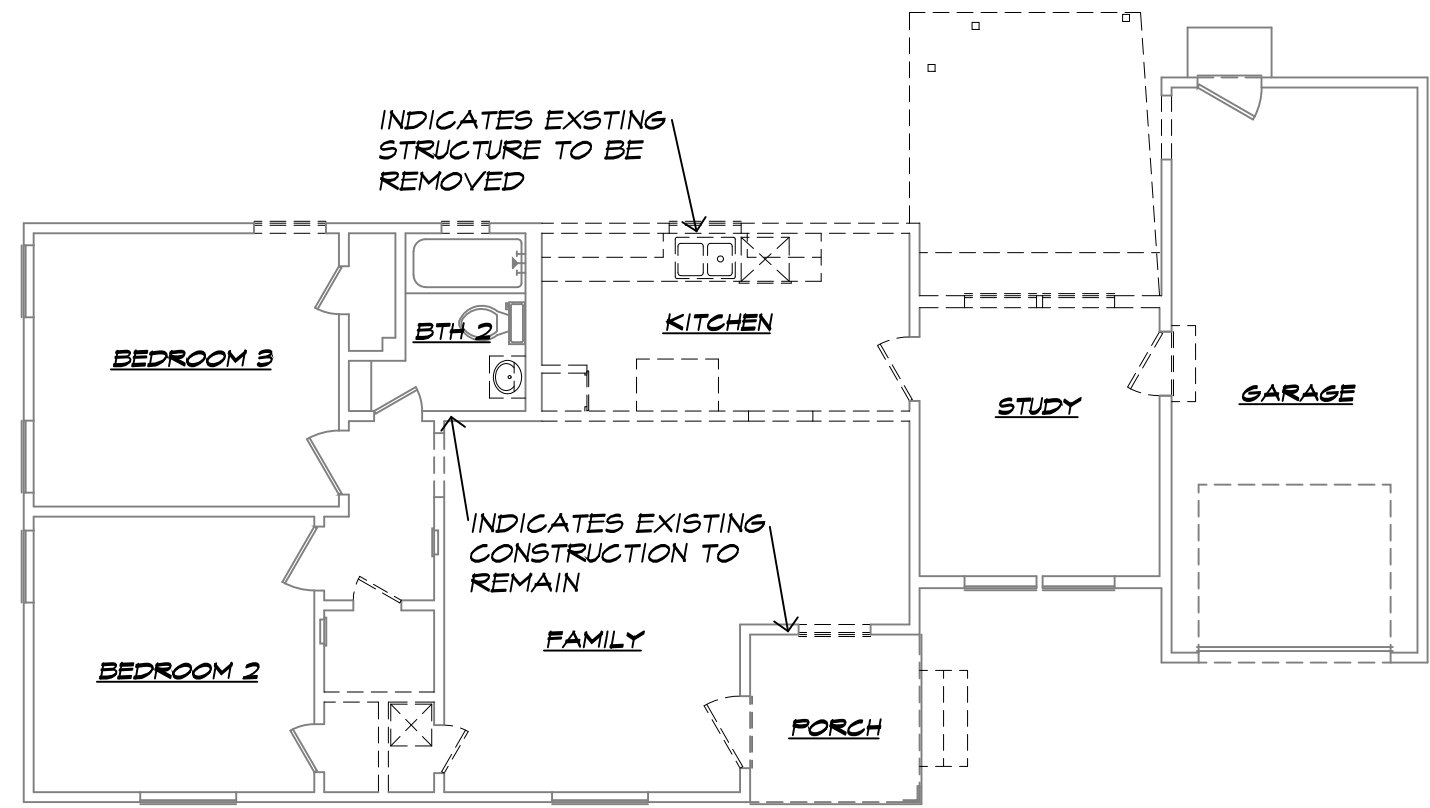 INDICATES EXSTING
STRUCTURE TO BE
REMOVED
KITCHEN
BTH 2
BEDROOM 3
GARAGE
STUDY
INDICATES EXISTING
CONSTRUCTION TO
REMAIN
FAMILY
BEDROOM 2
PORCH